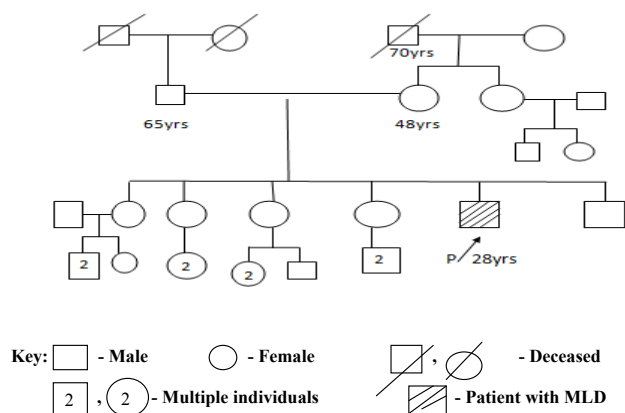 70yrs
65yrs 48yrs
2 2 2 2 P 28yrs
Key: - Male - Female , - Deceased
2 , 2 - Multiple individuals - Patient with MLD